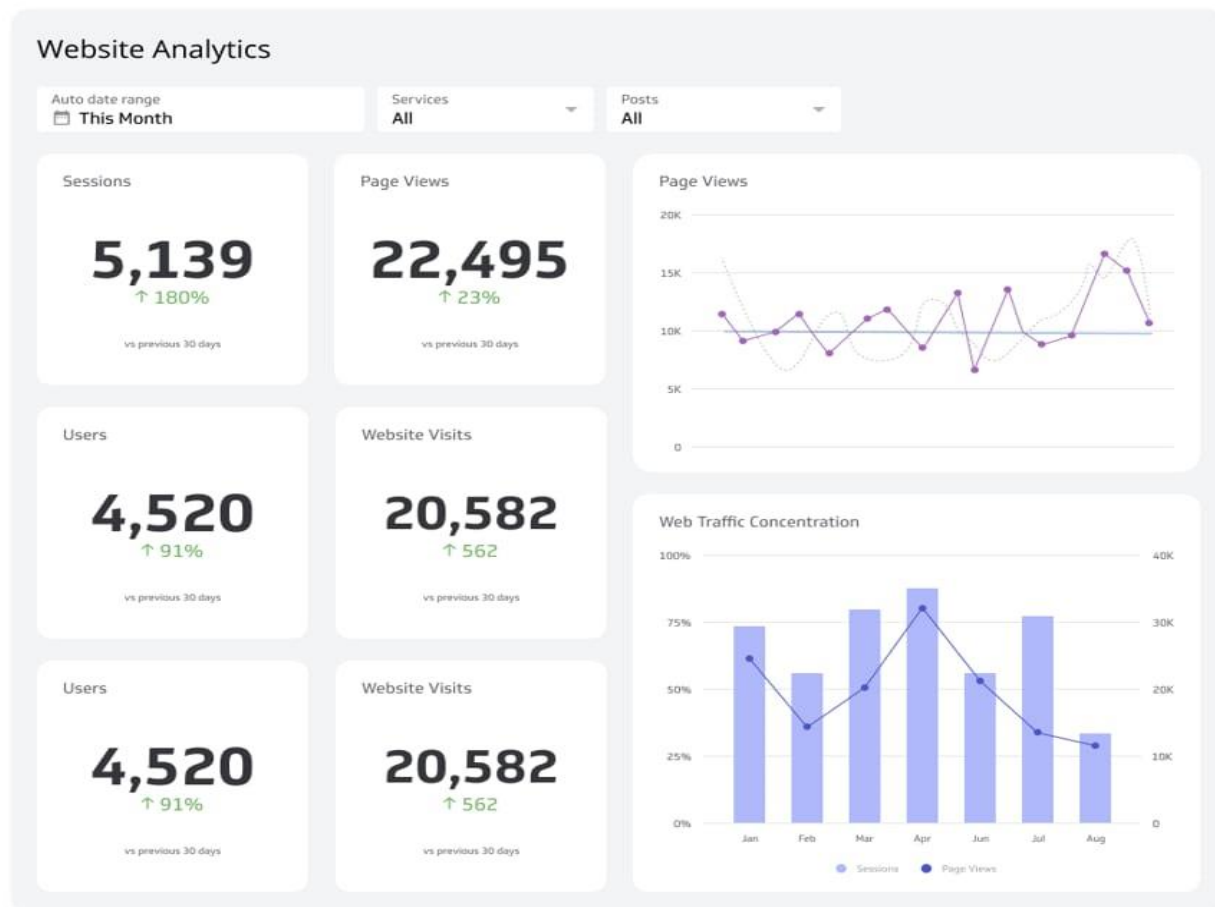 Website Analytics
Auto date range
This Month
Services
All
Posts
All
Sessions
5,139
↑ 180%
vs previous 30 days
Page Views
22,495
↑ 23%
vs previous 30 days
Page Views
20K
15K
10K
5K
0
Users
4,520
↑ 91%
vs previous 30 days
Website Visits
20,582
↑ 562
vs previous 30 days
Web Traffic Concentration
100% 40K
75% 30K
50% 20K
25% 10K
0% 0
Jan Feb Mar Apr Jun Jul Aug
Sessions Page Views
Users
4,520
↑ 91%
vs previous 30 days
Website Visits
20,582
↑ 562
vs previous 30 days